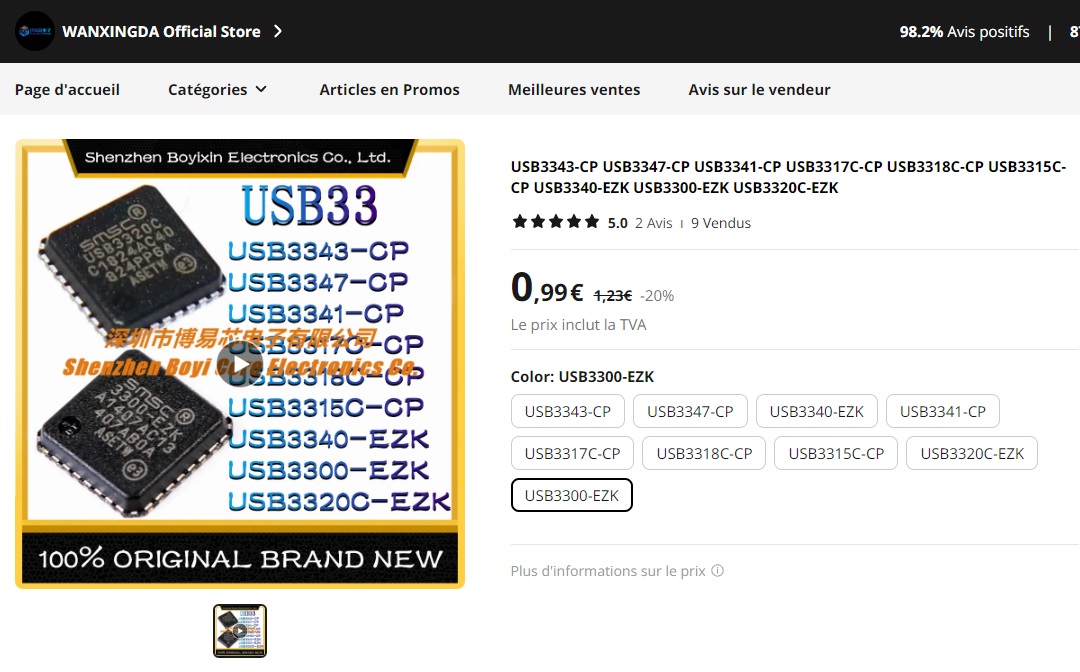 WANXINGDA Official Store
98.2% Avis positifs | 8
Page d'accueil Catégories Articles en Promos Meilleures ventes Avis sur le vendeur
Shenzhen Boyixin Electronics Co., Ltd.
USB33
USB3343-CP
USB3347-CP
USB3341-CP
USB3317C-CP
USB3318C-CP
USB3315C-CP
USB3340-EZK
USB3300-EZK
USB3320C-EZK
smsc®
USB3320C
深圳市博易芯电子有限公司
Shenzhen Boyi Electronics Co.
smsc®
3300-EZK
407A80A
ASETM
e3
100% ORIGINAL BRAND NEW
USB3343-CP USB3347-CP USB3341-CP USB3317C-CP USB3318C-CP USB3315C-
CP USB3340-EZK USB3300-EZK USB3320C-EZK
5.0 2 Avis 9 Vendus
0,99€ 1,23€ -20%
Le prix inclut la TVA
Color: USB3300-EZK
USB3343-CP USB3347-CP USB3340-EZK USB3341-CP
USB3317C-CP USB3318C-CP USB3315C-CP USB3320C-EZK
USB3300-EZK
Plus d'informations sur le prix